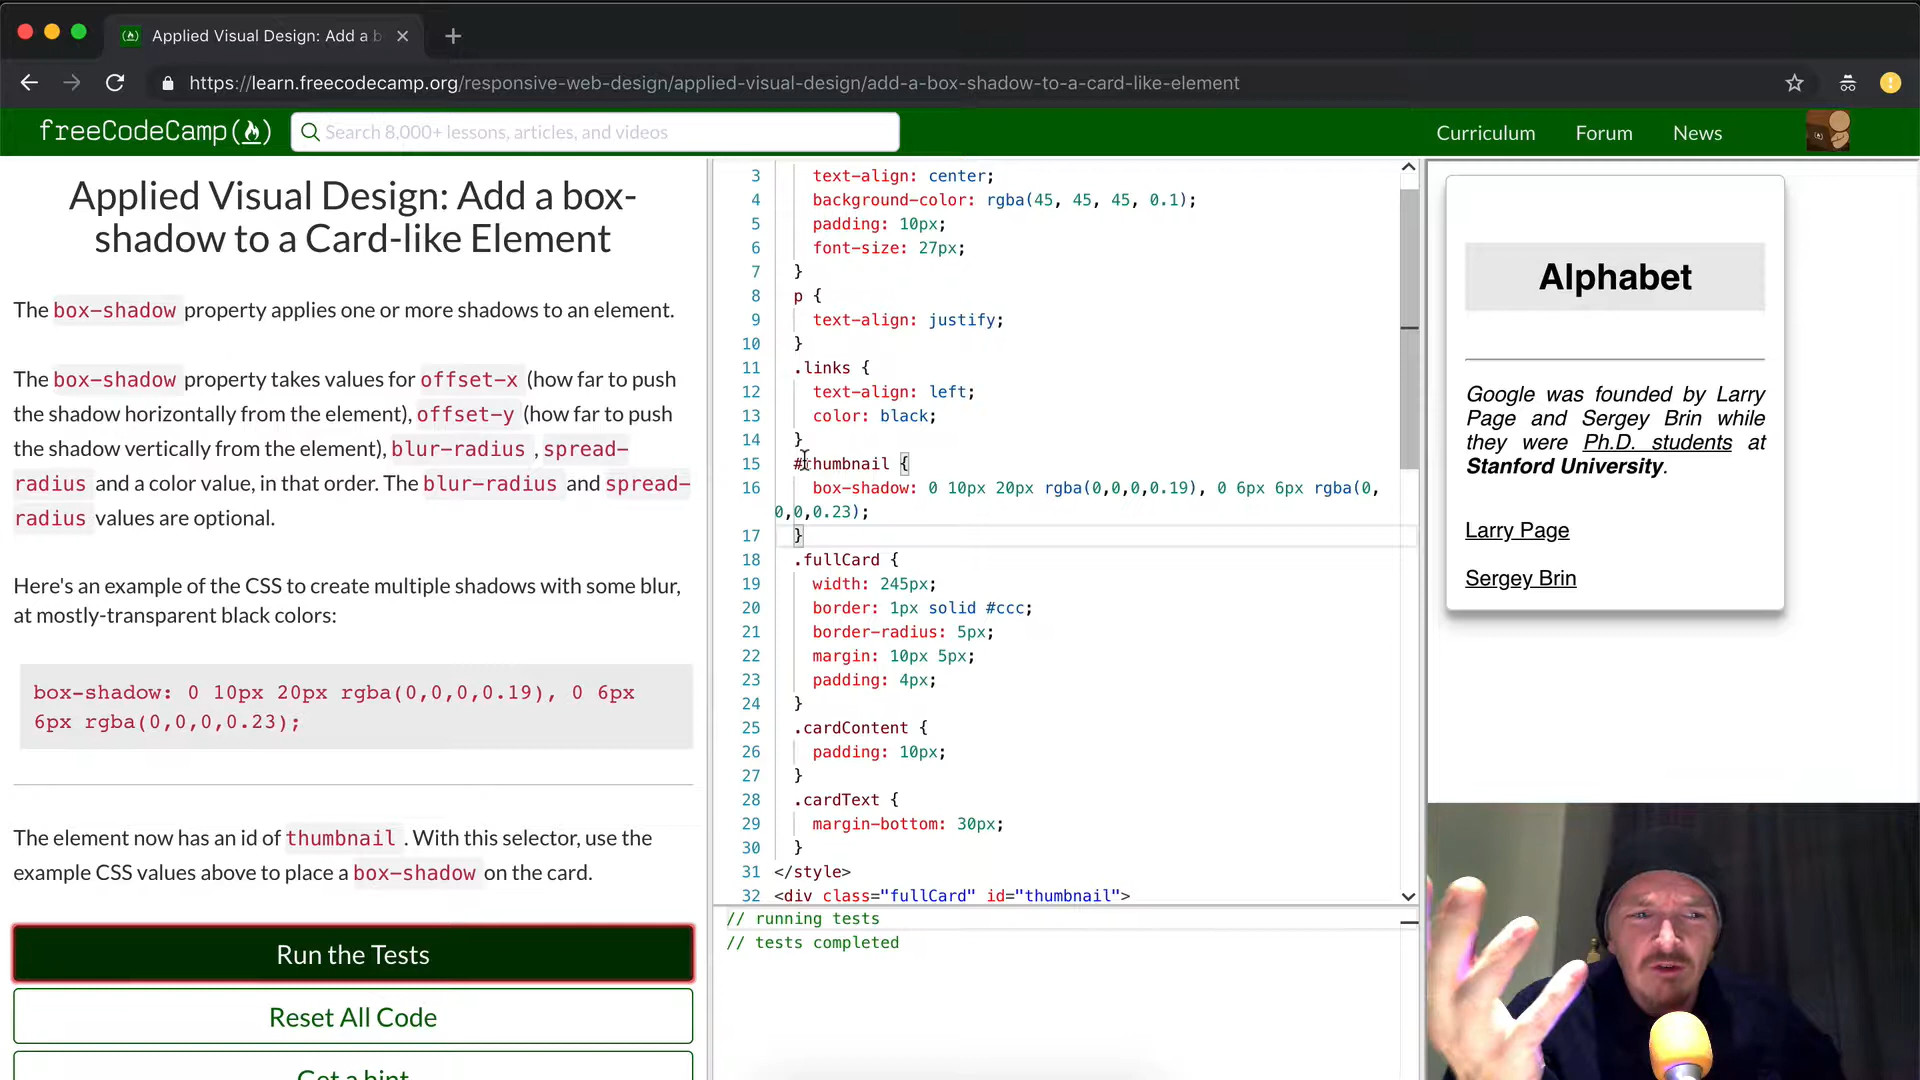 Applied Visual Design: Add a b
https://learn.freecodecamp.org/responsive-web-design/applied-visual-design/add-a-box-shadow-to-a-card-like-element
freeCodeCamp
Search 8,000+ lessons, articles, and videos
Curriculum
Forum
News
Applied Visual Design: Add a box-
shadow to a Card-like Element
The box-shadow property applies one or more shadows to an element.
The box-shadow property takes values for offset-x (how far to push
the shadow horizontally from the element), offset-y (how far to push
the shadow vertically from the element), blur-radius , spread-
radius and a color value, in that order. The blur-radius and spread-
radius values are optional.
Here's an example of the CSS to create multiple shadows with some blur,
at mostly-transparent black colors:
box-shadow: 0 10px 20px rgba(0,0,0,0.19), 0 6px
6px rgba(0,0,0,0.23);
The element now has an id of thumbnail . With this selector, use the
example CSS values above to place a box-shadow on the card.
Run the Tests
Reset All Code
Get a hint
3 text-align: center;
4 background-color: rgba(45, 45, 45, 0.1);
5 padding: 10px;
6 font-size: 27px;
7 }
8 p {
9 text-align: justify;
10 }
11 .links {
12 text-align: left;
13 color: black;
14 }
15 #thumbnail {
16 box-shadow: 0 10px 20px rgba(0,0,0,0.19), 0 6px 6px rgba(0,
0,0,0.23);
17 }
18 .fullCard {
19 width: 245px;
20 border: 1px solid #ccc;
21 border-radius: 5px;
22 margin: 10px 5px;
23 padding: 4px;
24 }
25 .cardContent {
26 padding: 10px;
27 }
28 .cardText {
29 margin-bottom: 30px;
30 }
31 </style>
32 <div class="fullCard" id="thumbnail">
// running tests
// tests completed
Alphabet
Google was founded by Larry
Page and Sergey Brin while
they were Ph.D. students at
Stanford University.
Larry Page
Sergey Brin